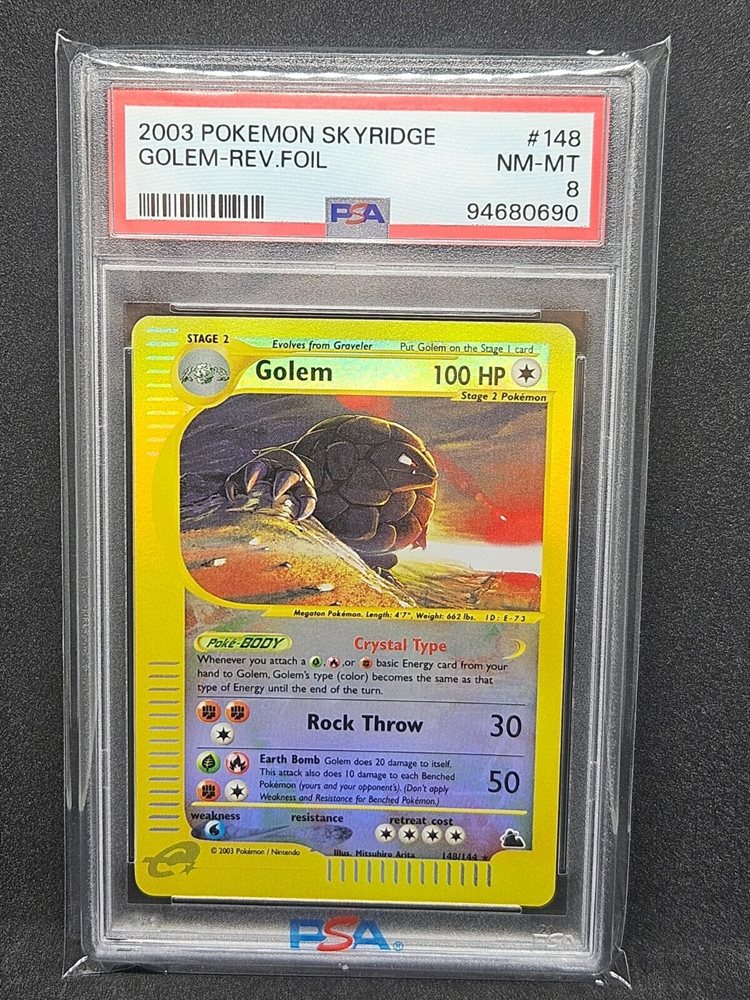 2003 POKEMON SKYRIDGE #148
GOLEM-REV.FOIL NM-MT
8
PSA 94680690
STAGE 2 Evolves from Graveler Put Golem on the Stage 1 card
Golem 100 HP
Stage 2 Pokémon
Megaton Pokémon. Length: 4'7", Weight: 662 lbs. ID: E-73
Poké-BODY Crystal Type
Whenever you attach a , , or basic Energy card from your
hand to Golem, Golem's type (color) becomes the same as that
type of Energy until the end of the turn.
Rock Throw 30
Earth Bomb Golem does 20 damage to itself.
This attack also does 10 damage to each Benched
Pokémon (yours and your opponent's). (Don't apply
Weakness and Resistance for Benched Pokémon.)
50
weakness resistance retreat cost
© 2003 Pokémon / Nintendo Illus. Mitsuhiro Arita 148/144 ★
e
PSA®